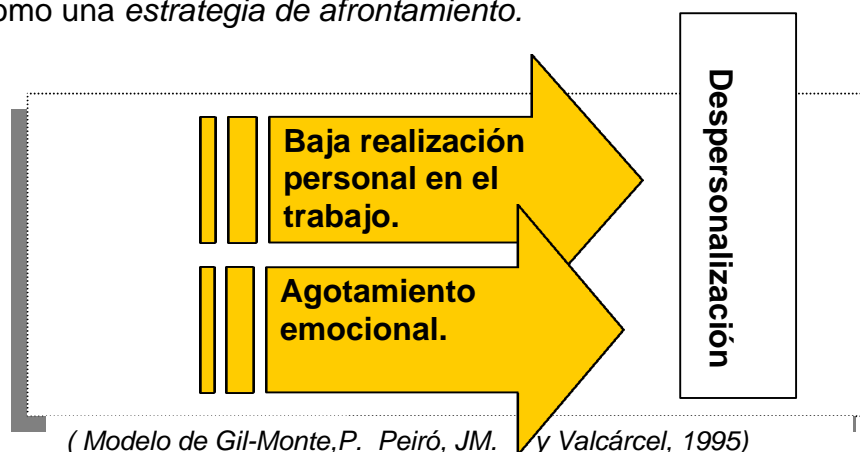 omo una estrategia de afrontamiento.
Baja realización
personal en el
trabajo.
Agotamiento
emocional.
Despersonalización
( Modelo de Gil-Monte,P. Peiró, JM. y Valcárcel, 1995)